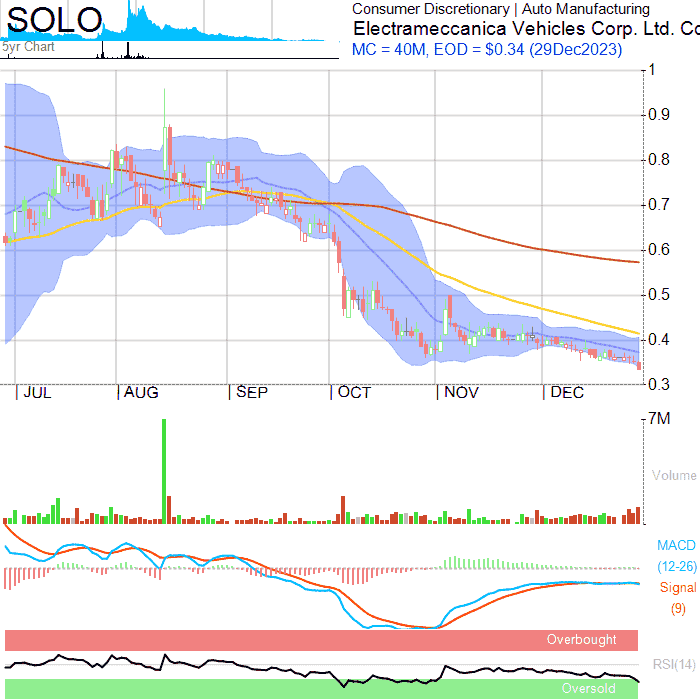 SOLO
5yr Chart
Consumer Discretionary | Auto Manufacturing
Electrameccanica Vehicles Corp. Ltd. Co
MC = 40M, EOD = $0.34 (29Dec2023)
1
0.9
0.8
0.7
0.6
0.5
0.4
0.3
JUL AUG SEP OCT NOV DEC
7M
Volume
MACD
(12-26)
Signal
(9)
Overbought
RSI(14)
Oversold